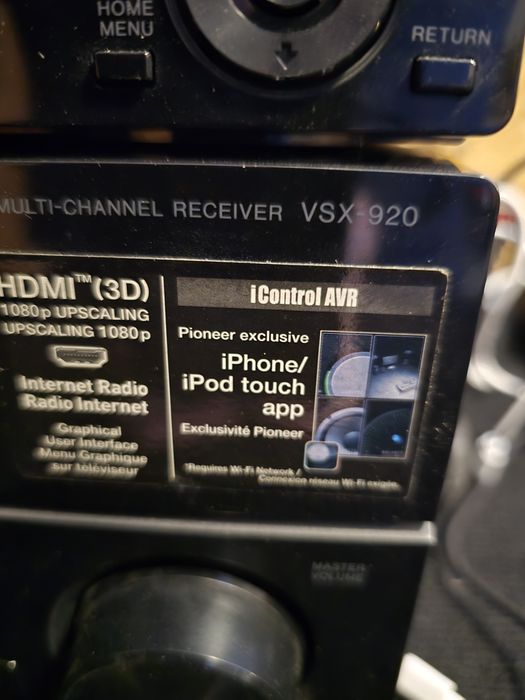 HOME
MENU
RETURN
MULTI-CHANNEL RECEIVER VSX-920
HDMI™(3D)
1080p UPSCALING
UPSCALING 1080p
Internet Radio
Radio Internet
Graphical
User Interface
Menu Graphique
sur téléviseur
iControl AVR
Pioneer exclusive
iPhone/
iPod touch
app
Exclusivité Pioneer
*Requires Wi-Fi Network /
Connexion réseau Wi-Fi exigée
MASTER
VOLUME